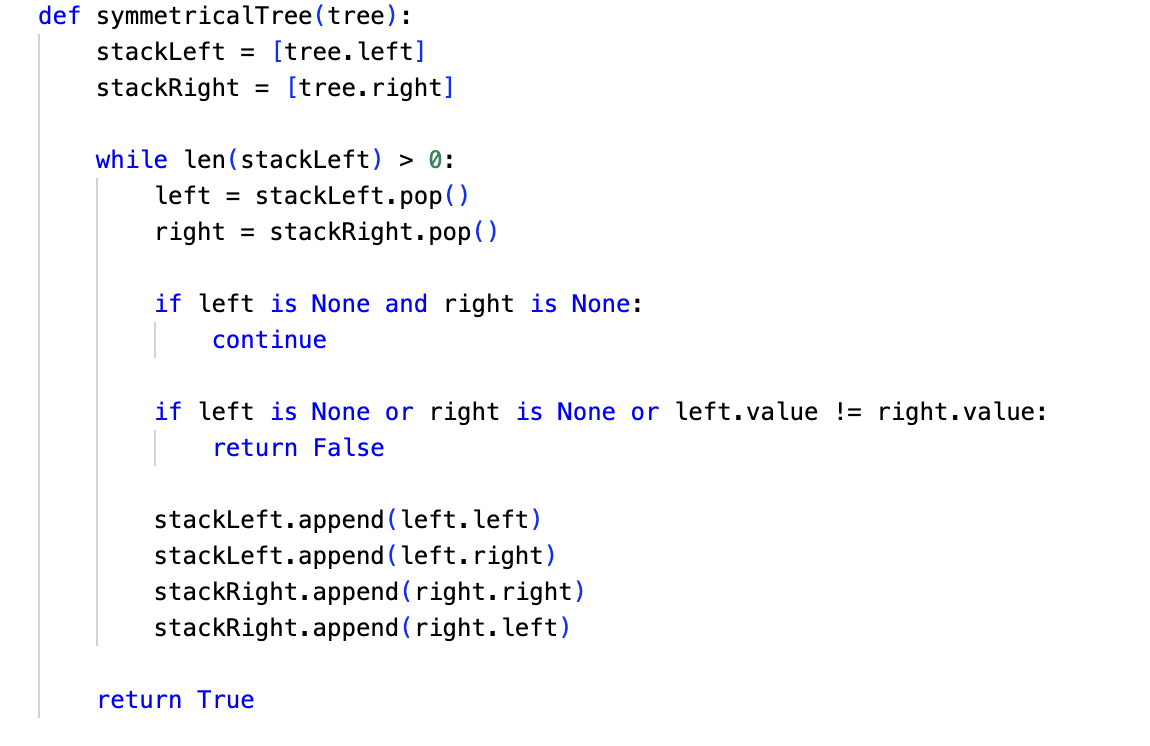 def symmetricalTree(tree):
    stackLeft = [tree.left]
    stackRight = [tree.right]

    while len(stackLeft) > 0:
        left = stackLeft.pop()
        right = stackRight.pop()

        if left is None and right is None:
            continue

        if left is None or right is None or left.value != right.value:
            return False

        stackLeft.append(left.left)
        stackLeft.append(left.right)
        stackRight.append(right.right)
        stackRight.append(right.left)

    return True